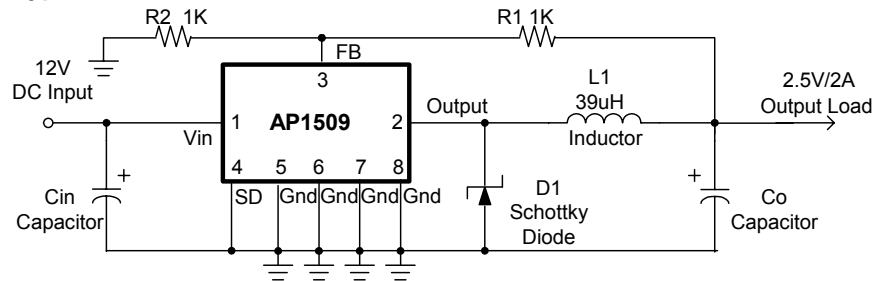 R2 1K
R1 1K
FB
3
12V
DC Input
L1
39uH
Inductor
2.5V/2A
Output Load
Output
Vin
1
AP1509
2
4
5
6
7
8
SD
Gnd
Gnd
Gnd
Gnd
+
Cin
Capacitor
D1
Schottky
Diode
+
Co
Capacitor